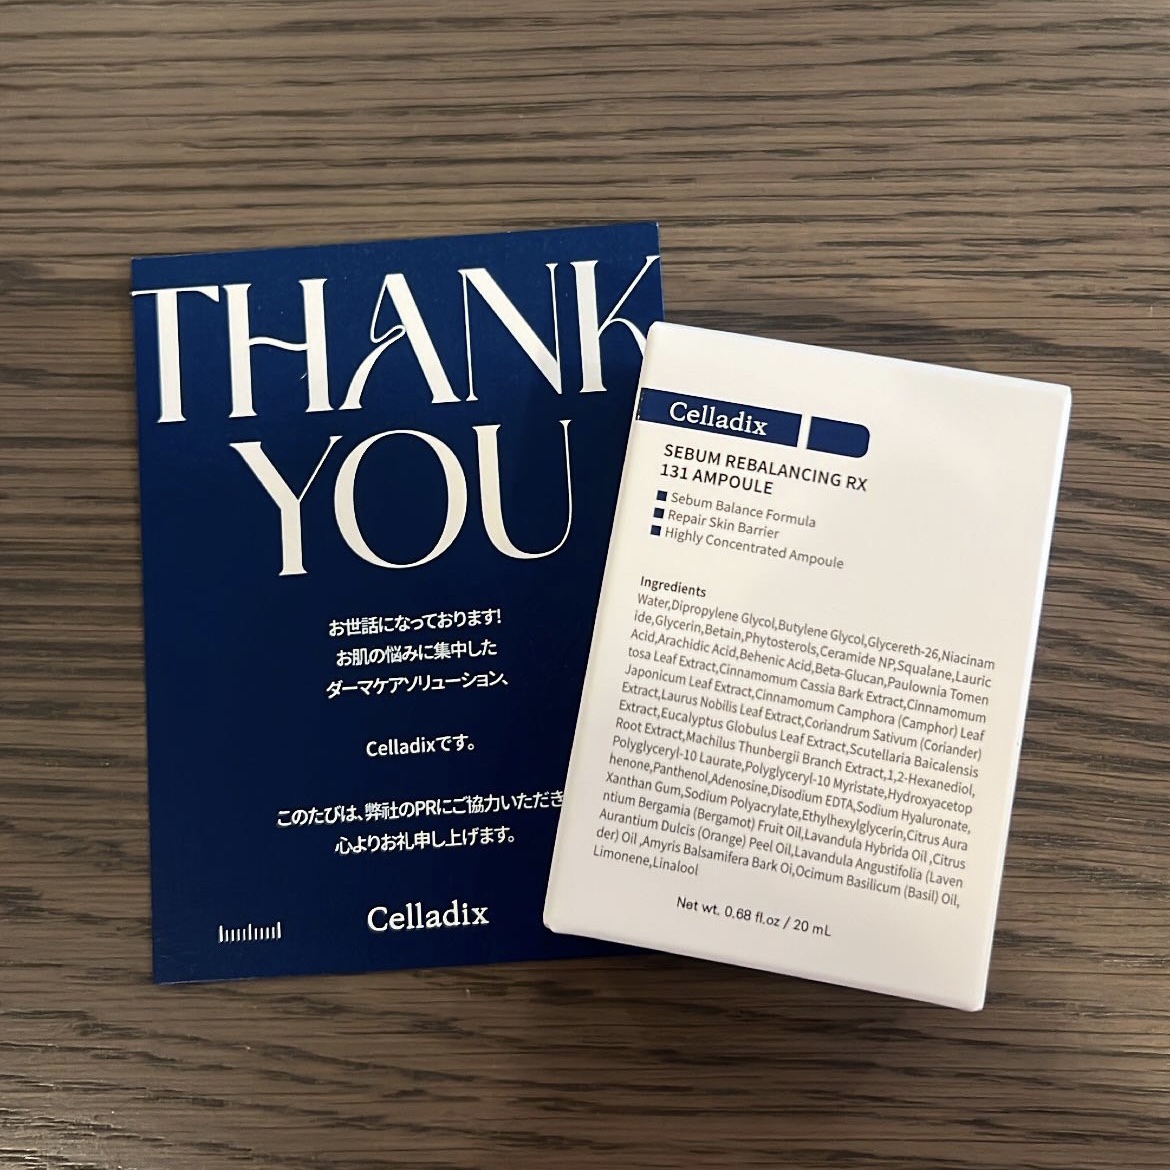 THANK
YOU
お世話になっております!
お肌の悩みに集中した
ダーマケアソリューション、
Celladixです。
このたびは、弊社のPRにご協力いただき
心よりお礼申し上げます。
Celladix
Celladix
SEBUM REBALANCING RX
131 AMPOULE
Sebum Balance Formula
Repair Skin Barrier
Highly Concentrated Ampoule
Ingredients
Water,Dipropylene Glycol,Butylene Glycol,Glycereth-26,Niacinam
ide,Glycerin,Betain,Phytosterols,Ceramide NP,Squalane,Lauric
Acid,Arachidic Acid,Behenic Acid,Beta-Glucan,Paulownia Tomen
tosa Leaf Extract,Cinnamomum Cassia Bark Extract,Cinnamomum
Japonicum Leaf Extract,Cinnamomum Camphora (Camphor) Leaf
Extract,Laurus Nobilis Leaf Extract,Coriandrum Sativum (Coriander)
Extract,Eucalyptus Globulus Leaf Extract,Scutellaria Baicalensis
Root Extract,Machilus Thunbergii Branch Extract,1,2-Hexanediol,
Polyglyceryl-10 Laurate,Polyglyceryl-10 Myristate,Hydroxyacetop
henone,Panthenol,Adenosine,Disodium EDTA,Sodium Hyaluronate,
Xanthan Gum,Sodium Polyacrylate,Ethylhexylglycerin,Citrus Aura
ntium Bergamia (Bergamot) Fruit Oil,Lavandula Hybrida Oil ,Citrus
Aurantium Dulcis (Orange) Peel Oil,Lavandula Angustifolia (Laven
der) Oil ,Amyris Balsamifera Bark Oi,Ocimum Basilicum (Basil) Oil,
Limonene,Linalool
Net wt. 0.68 fl.oz / 20 mL